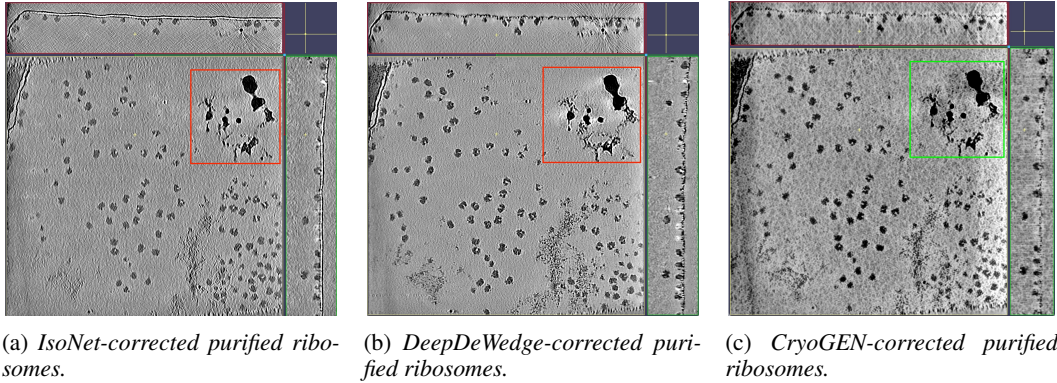 (a) IsoNet-corrected purified ribo-
somes.
(b) DeepDeWedge-corrected puri-
fied ribosomes.
(c) CryoGEN-corrected purified
ribosomes.